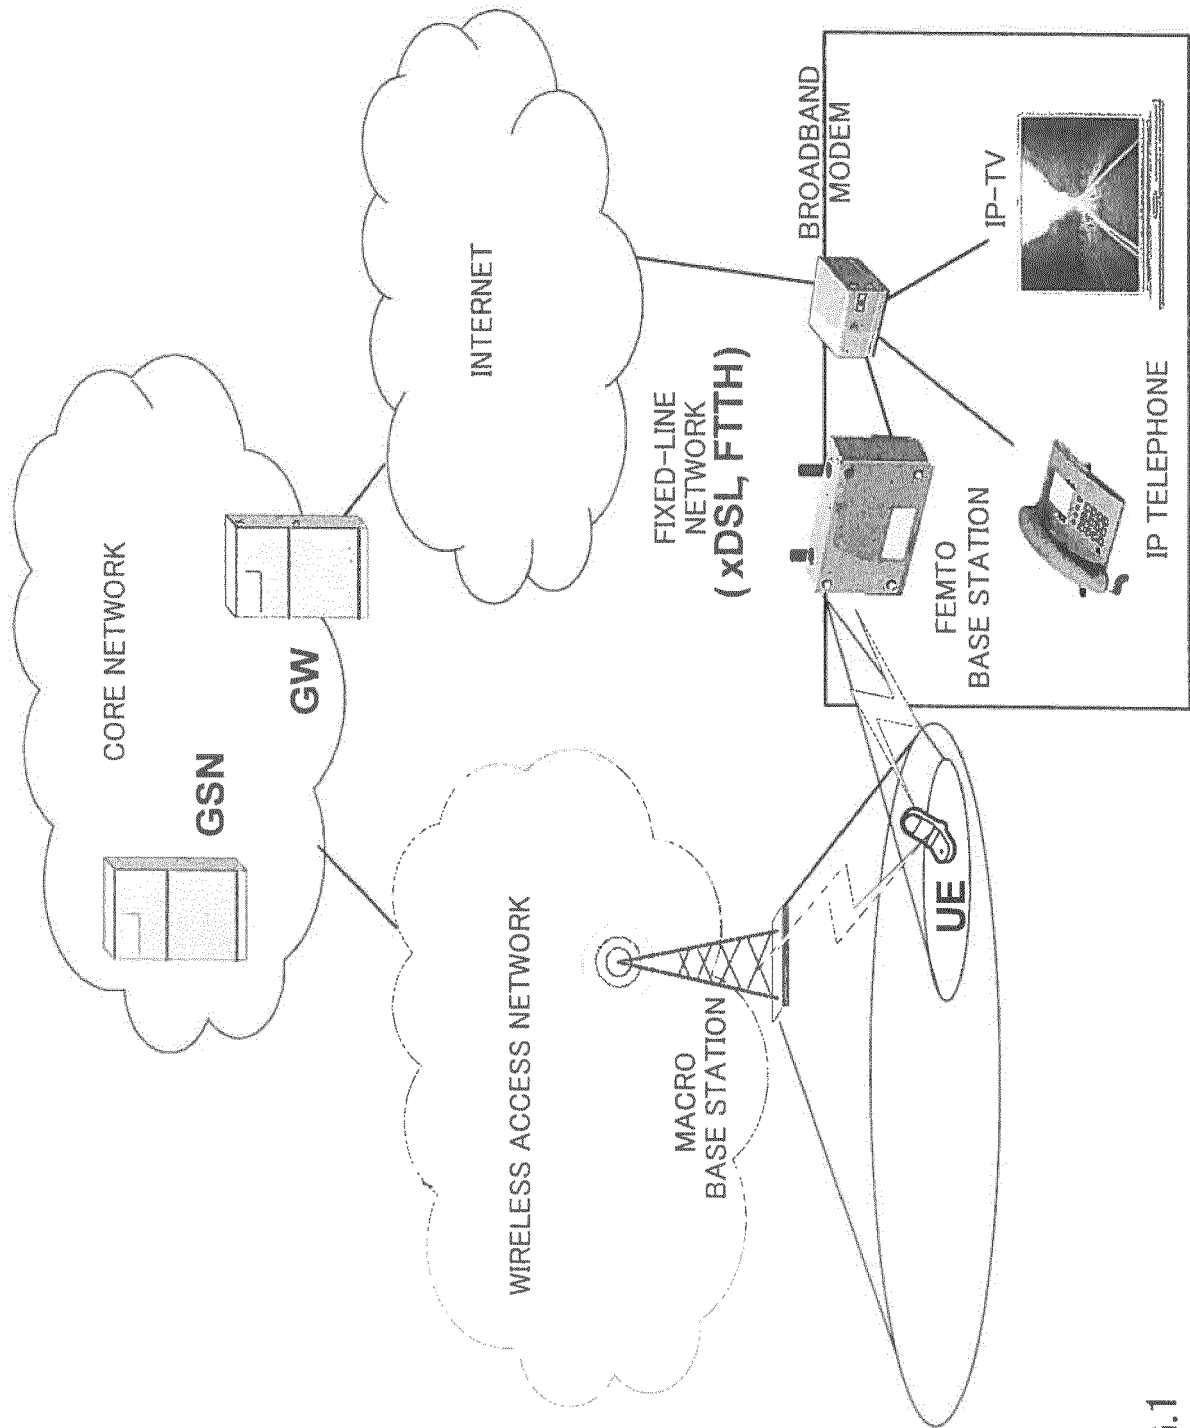 CORE NETWORK
GSN
GW
WIRELESS ACCESS NETWORK
INTERNET
MACRO
BASE STATION
FIXED-LINE
NETWORK
(xDSL, FTTH)
BROADBAND
MODEM
UE
FEMTO
BASE STATION
IP-TV
IP TELEPHONE
.1